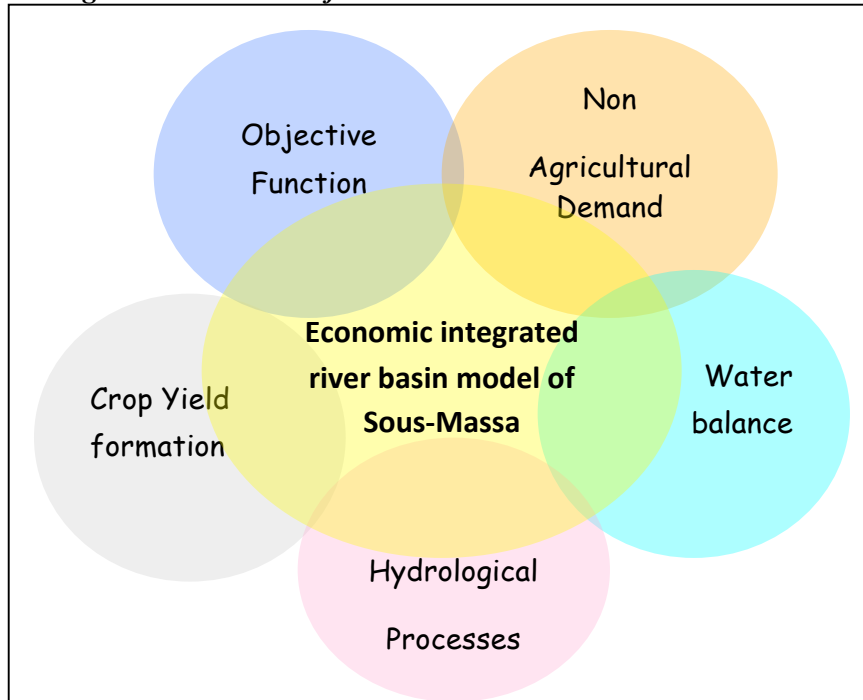 Objective
Function
Non
Agricultural
Demand
Economic integrated
river basin model of
Sous-Massa
Water
balance
Crop Yield
formation
Hydrological
Processes